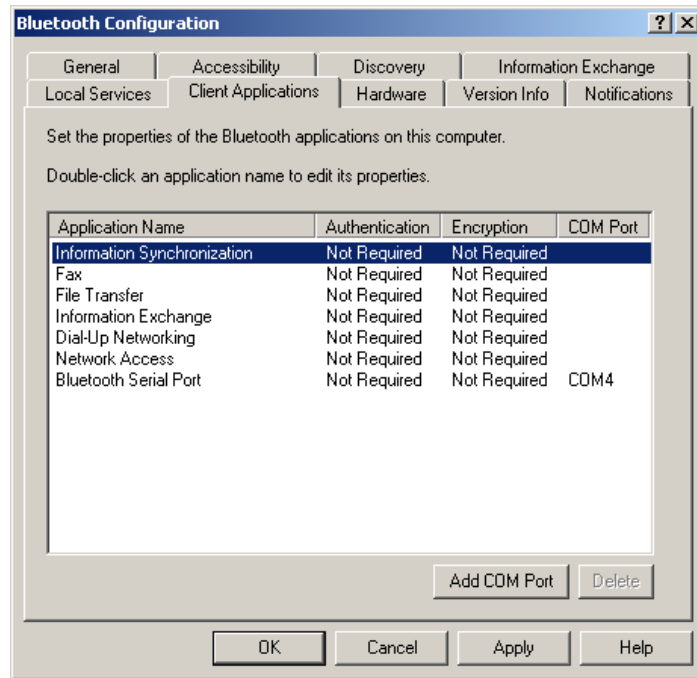 Bluetooth Configuration
General Accessibility Discovery Information Exchange
Local Services Client Applications Hardware Version Info Notifications
Set the properties of the Bluetooth applications on this computer.
Double-click an application name to edit its properties.
Application Name Authentication Encryption COM Port
Information Synchronization Not Required Not Required
Fax Not Required Not Required
File Transfer Not Required Not Required
Information Exchange Not Required Not Required
Dial-Up Networking Not Required Not Required
Network Access Not Required Not Required
Bluetooth Serial Port Not Required Not Required COM4
Add COM Port Delete
OK Cancel Apply Help